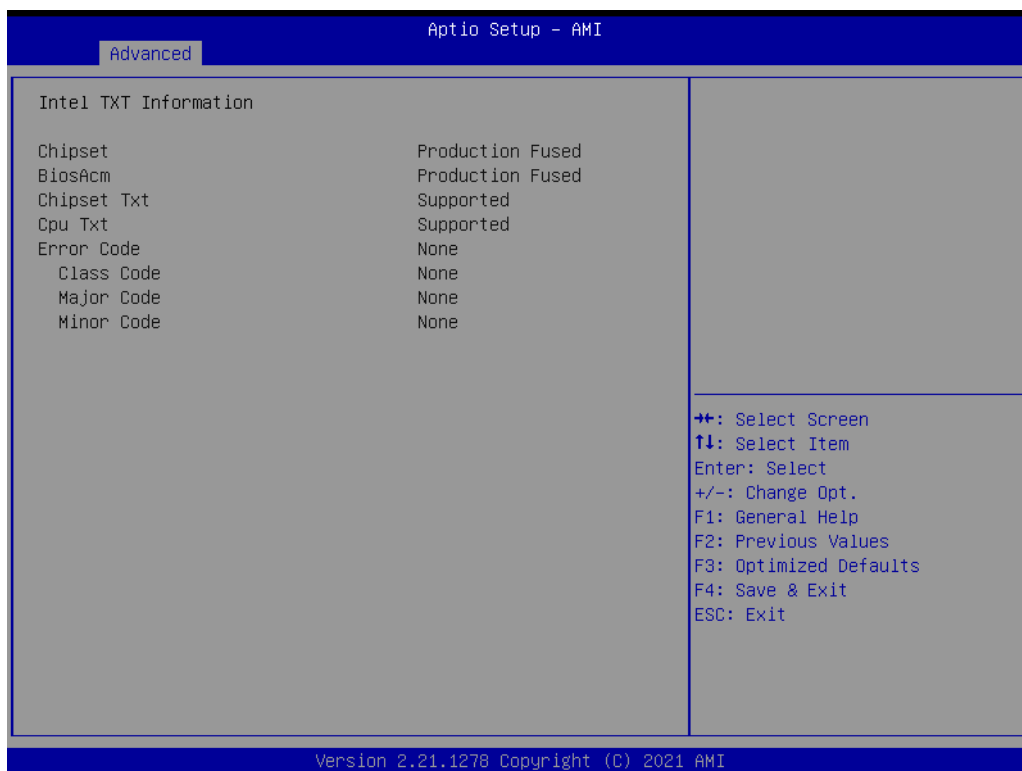 Aptio Setup – AMI
Advanced
Intel TXT Information
Chipset Production Fused
BiosAcm Production Fused
Chipset Txt Supported
Cpu Txt Supported
Error Code None
Class Code None
Major Code None
Minor Code None
→←: Select Screen
↑↓: Select Item
Enter: Select
+/-: Change Opt.
F1: General Help
F2: Previous Values
F3: Optimized Defaults
F4: Save & Exit
ESC: Exit
Version 2.21.1278 Copyright (C) 2021 AMI